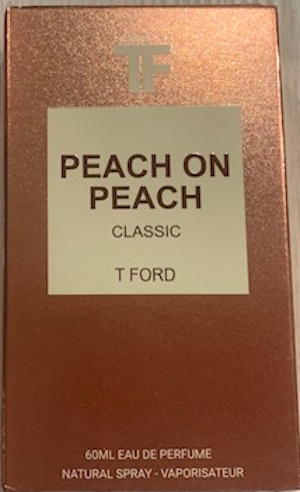 TF
PEACH ON
PEACH
CLASSIC
T FORD
60ML EAU DE PERFUME
NATURAL SPRAY - VAPORISATEUR